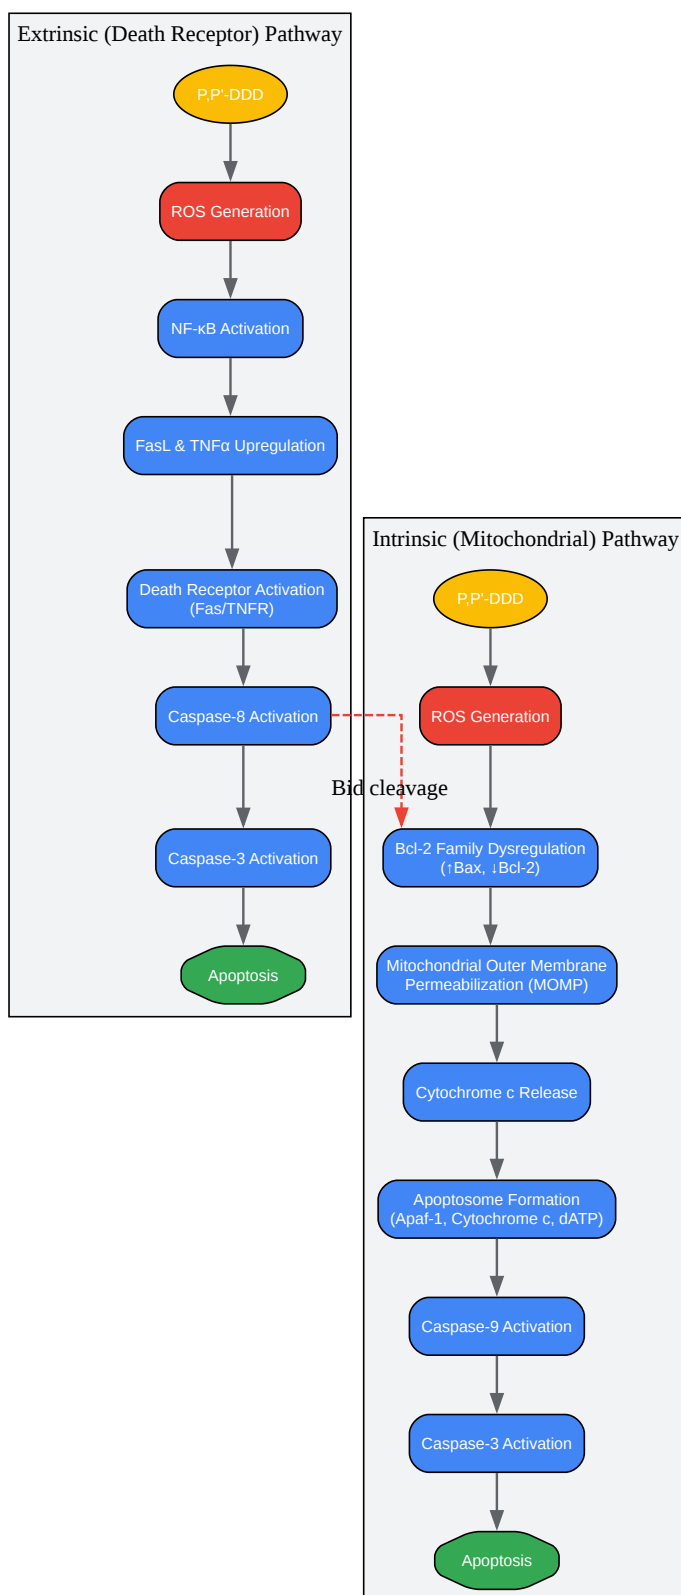 Extrinsic (Death Receptor) Pathway
P,P'-DDD
ROS Generation
NF-κB Activation
FasL & TNFα Upregulation
Death Receptor Activation
(Fas/TNFR)
Caspase-8 Activation
Bid cleavage
Caspase-3 Activation
Apoptosis
Intrinsic (Mitochondrial) Pathway
P,P'-DDD
ROS Generation
Bcl-2 Family Dysregulation
(↑Bax, ↓Bcl-2)
Mitochondrial Outer Membrane
Permeabilization (MOMP)
Cytochrome c Release
Apoptosome Formation
(Apaf-1, Cytochrome c, dATP)
Caspase-9 Activation
Caspase-3 Activation
Apoptosis